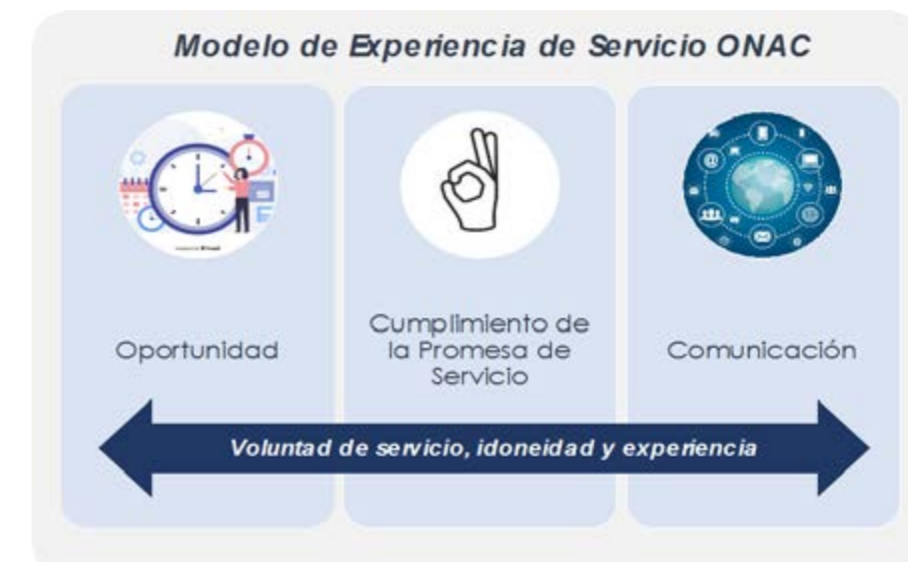 Modelo de Experiencia de Servicio ONAC
Oportunidad
Cumplimiento de
la Promesa de
Servicio
Comunicación
Voluntad de servicio, idoneidad y experiencia